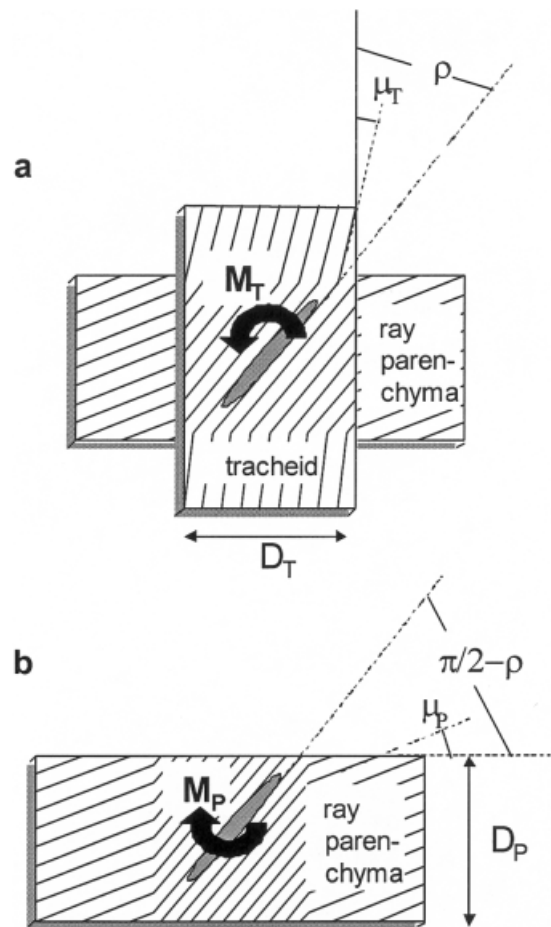 ρ
μT
a
MT
ray
paren-
chyma
tracheid
DT
b
π/2−ρ
μP
MP
ray
paren-
chyma
DP